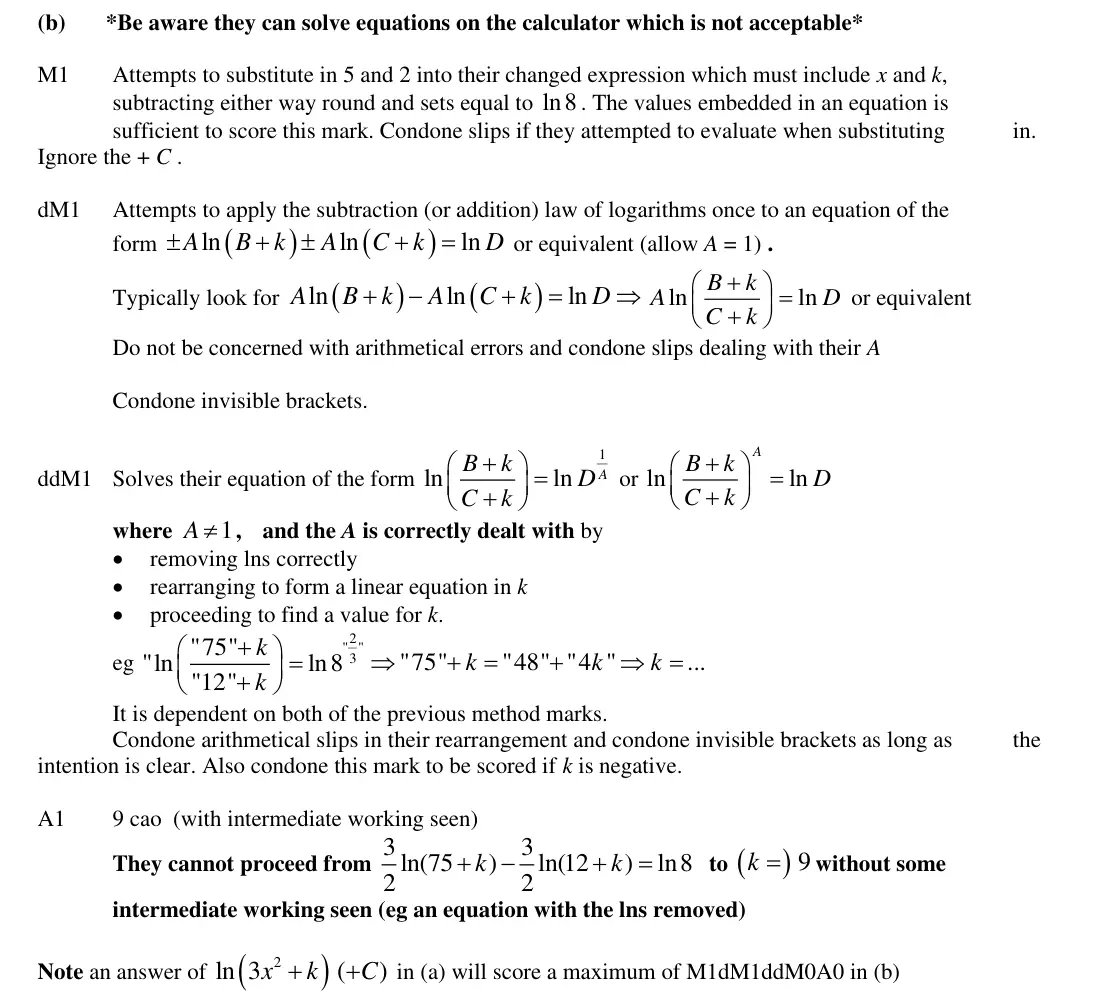 (b) *Be aware they can solve equations on the calculator which is not acceptable*
M1 Attempts to substitute in 5 and 2 into their changed expression which must include x and k,
subtracting either way round and sets equal to ln 8 . The values embedded in an equation is
sufficient to score this mark. Condone slips if they attempted to evaluate when substituting in.
Ignore the + C .
dM1 Attempts to apply the subtraction (or addition) law of logarithms once to an equation of the
form ±A ln(B + k) ± A ln(C + k) = ln D or equivalent (allow A = 1) .
Typically look for A ln(B + k) − A ln(C + k) = ln D ⇒ A ln((B + k)/(C + k)) = ln D or equivalent
Do not be concerned with arithmetical errors and condone slips dealing with their A
Condone invisible brackets.
ddM1 Solves their equation of the form ln((B + k)/(C + k)) = ln D^(1/A) or ln((B + k)/(C + k))^A = ln D
where A ≠ 1, and the A is correctly dealt with by
• removing lns correctly
• rearranging to form a linear equation in k
• proceeding to find a value for k.
eg "ln(("75"+ k)/("12"+ k)) = ln 8^("2/3") ⇒ "75"+ k = "48"+ "4k" ⇒ k = ...
It is dependent on both of the previous method marks.
Condone arithmetical slips in their rearrangement and condone invisible brackets as long as the
intention is clear. Also condone this mark to be scored if k is negative.
A1 9 cao (with intermediate working seen)
They cannot proceed from 3/2 ln(75 + k) − 3/2 ln(12 + k) = ln 8 to (k =) 9 without some
intermediate working seen (eg an equation with the lns removed)
Note an answer of ln(3x² + k) (+C) in (a) will score a maximum of M1dM1ddM0A0 in (b)